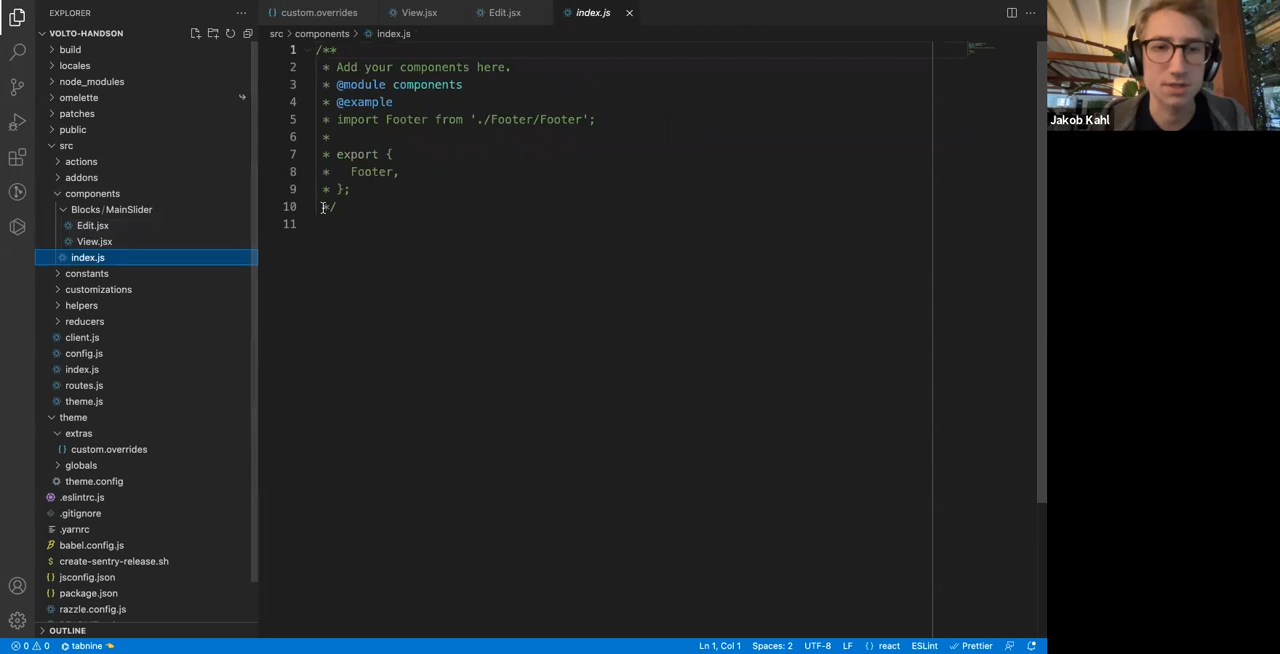 EXPLORER
VOLTO-HANDSON
build
locales
node_modules
omelette
patches
public
src
actions
addons
components
Blocks / MainSlider
Edit.jsx
View.jsx
index.js
constants
customizations
helpers
reducers
client.js
config.js
index.js
routes.js
theme.js
theme
extras
custom.overrides
globals
theme.config
.eslintrc.js
.gitignore
.yarnrc
babel.config.js
create-sentry-release.sh
jsconfig.json
package.json
razzle.config.js
OUTLINE
custom.overrides View.jsx Edit.jsx index.js
src > components > index.js
1 /**
2 * Add your components here.
3 * @module components
4 * @example
5 * import Footer from './Footer/Footer';
6 *
7 * export {
8 * Footer,
9 * };
10 */
11
Jakob Kahl
0 0 tabnine Ln 1, Col 1 Spaces: 2 UTF-8 LF { } react ESLint Prettier